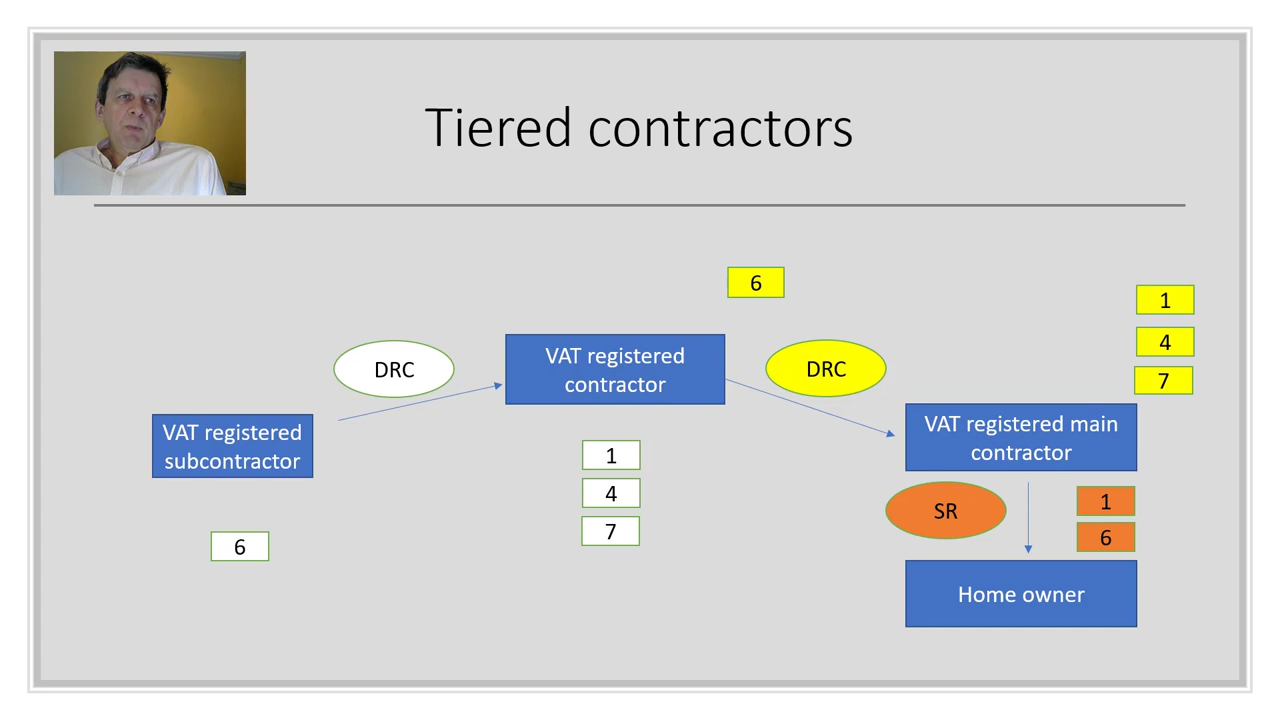 Tiered contractors
6
1
4
7
DRC
VAT registered
contractor
DRC
VAT registered
subcontractor
VAT registered main
contractor
1
4
7
SR
1
6
6
Home owner